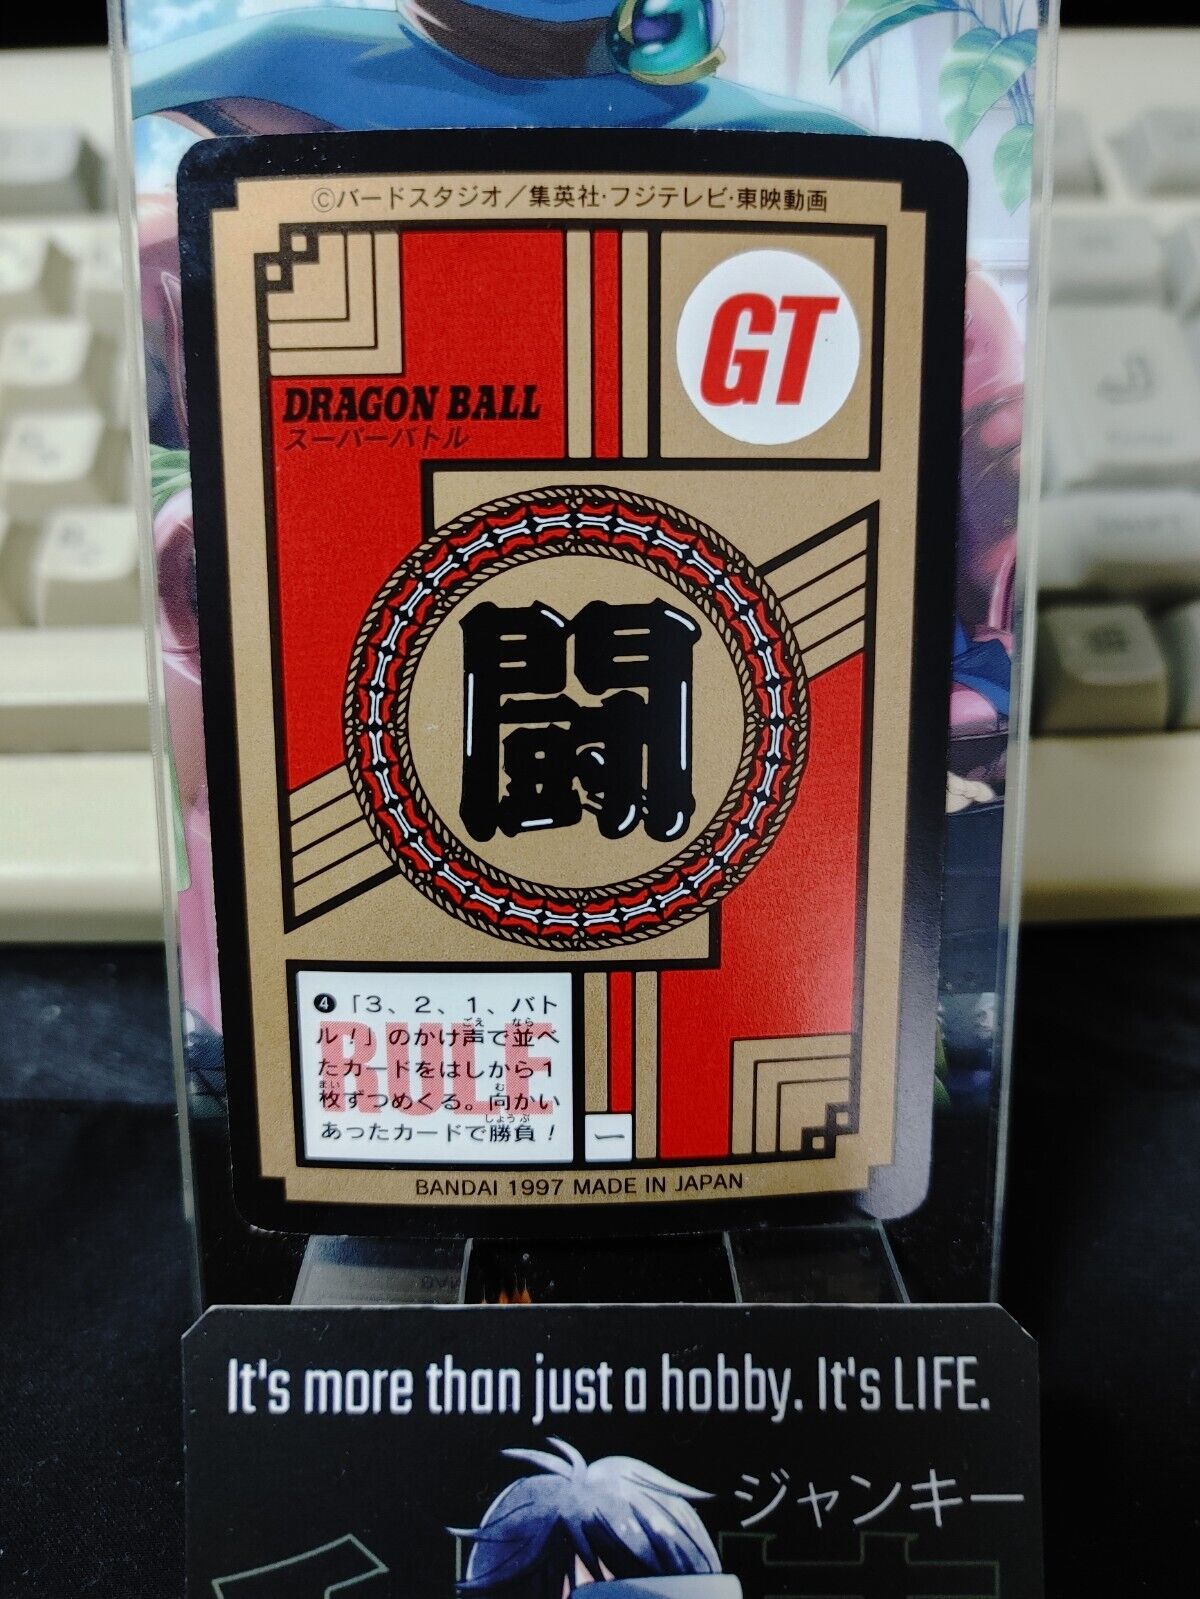 ©バードスタジオ／集英社・フジテレビ・東映動画
GT
DRAGON BALL
スーパーバトル
闘
RULE
❹「3、2、1、バト
ル！」のかけ声で並べ
たカードをはしから1
枚ずつめくる。向かい
あったカードで勝負！
一
BANDAI 1997 MADE IN JAPAN
It's more than just a hobby. It's LIFE.
ジャンキー